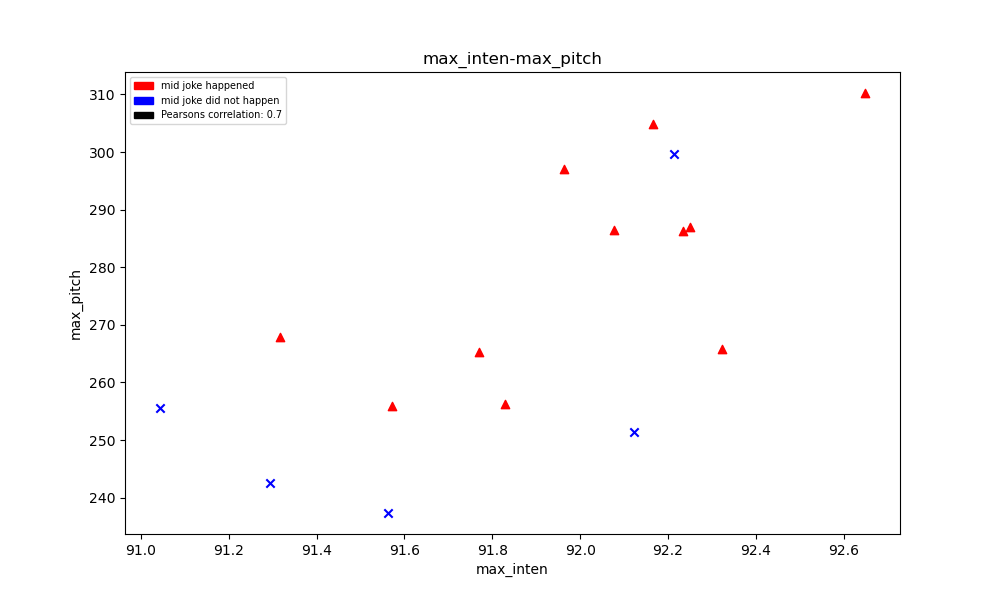 max_inten-max_pitch
mid joke happened
mid joke did not happen
Pearsons correlation: 0.7
310
300
290
280
270
260
250
240
max_pitch
91.0 91.2 91.4 91.6 91.8 92.0 92.2 92.4 92.6
max_inten